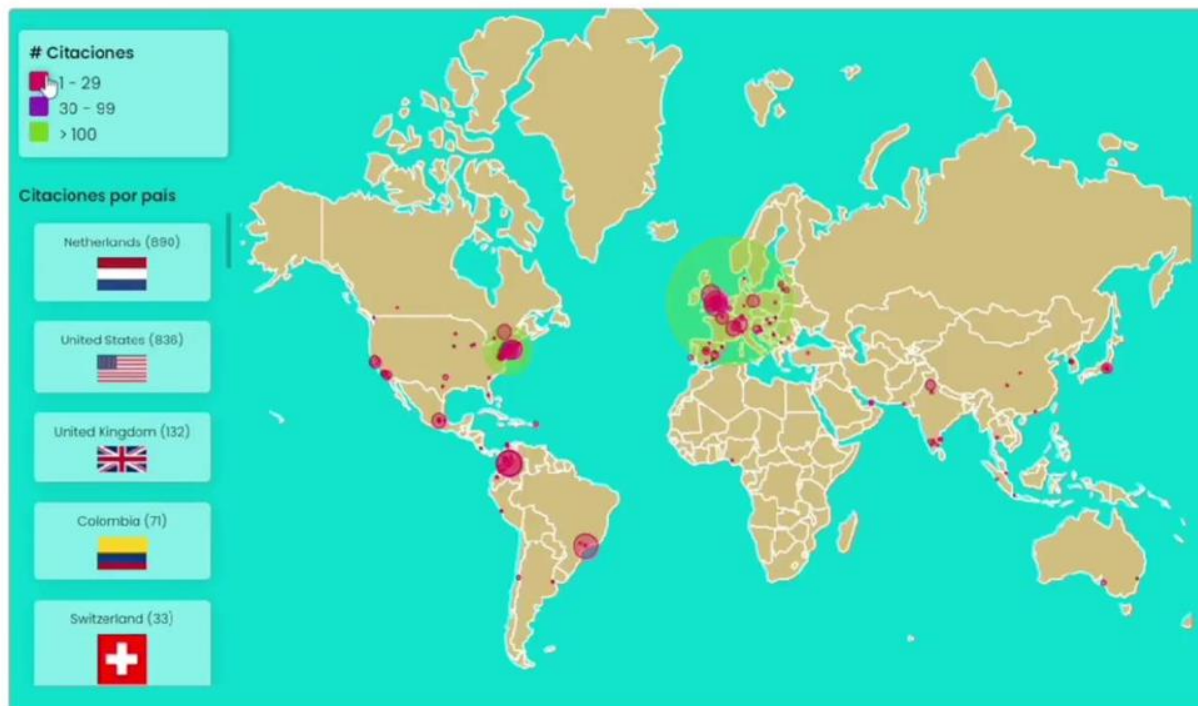 # Citaciones
1 - 29
30 - 99
> 100
Citaciones por país
Netherlands (890)
United States (836)
United Kingdom (132)
Colombia (71)
Switzerland (33)